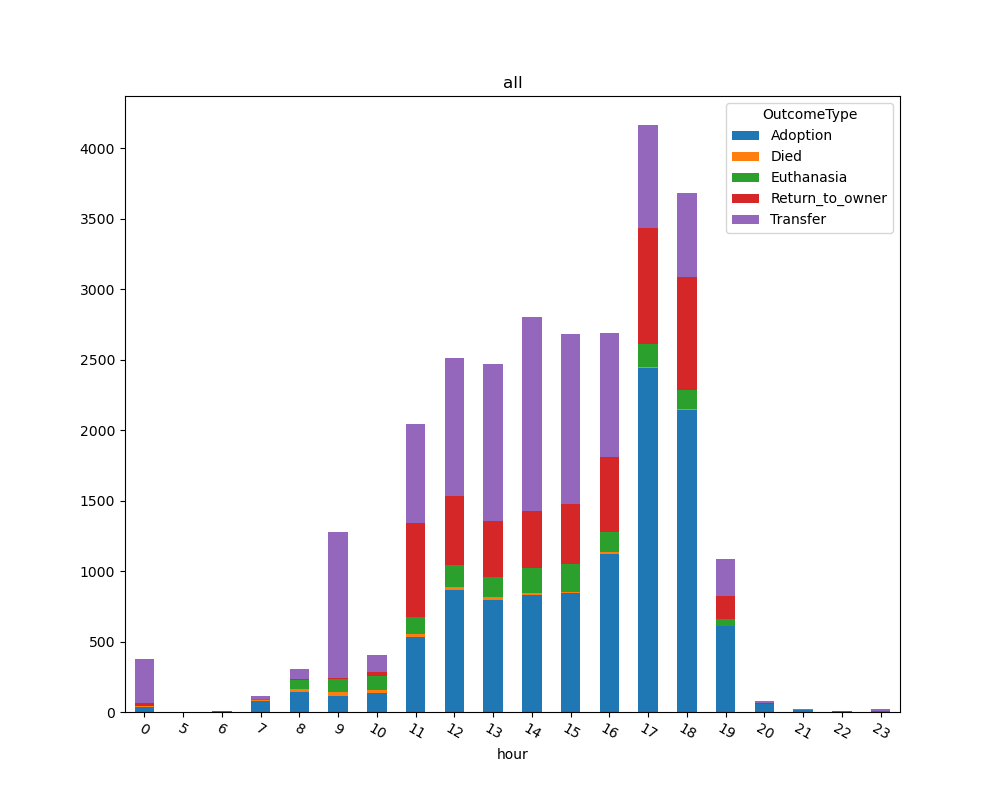 all
OutcomeType
Adoption
Died
Euthanasia
Return_to_owner
Transfer
4000
3500
3000
2500
2000
1500
1000
500
0
0 5 6 7 8 9 10 11 12 13 14 15 16 17 18 19 20 21 22 23
hour